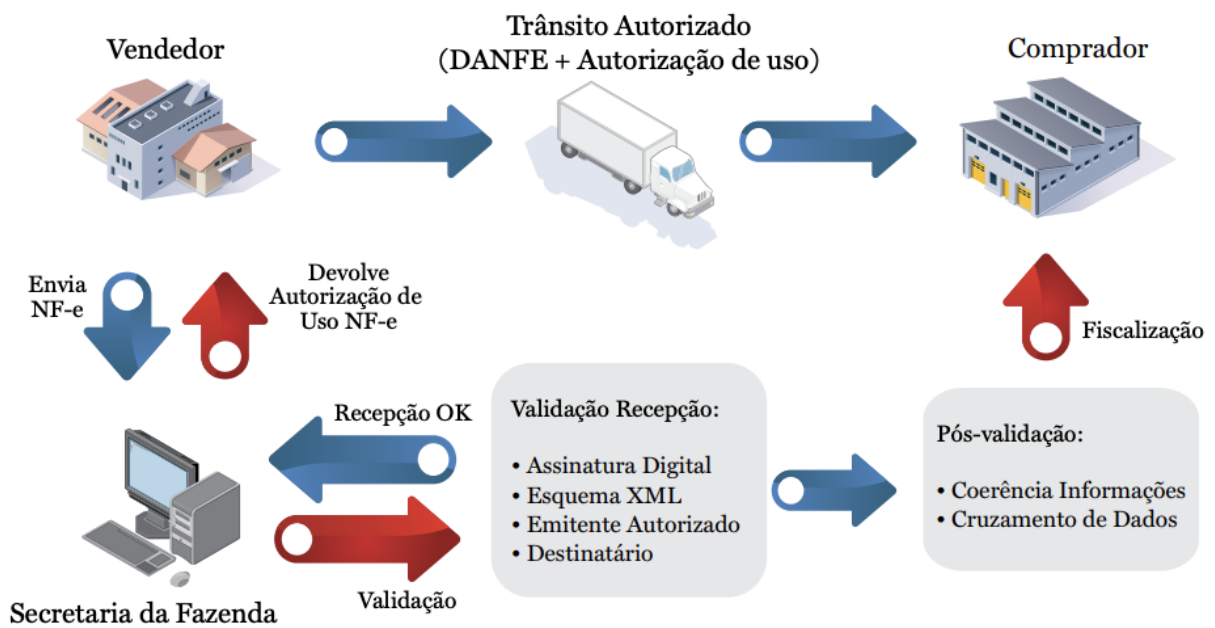 Vendedor
Trânsito Autorizado
(DANFE + Autorização de uso)
Comprador
Envia
NF-e
Devolve
Autorização de
Uso NF-e
Fiscalização
Recepção OK
Validação
Secretaria da Fazenda
Validação Recepção:
• Assinatura Digital
• Esquema XML
• Emitente Autorizado
• Destinatário
Pós-validação:
• Coerência Informações
• Cruzamento de Dados